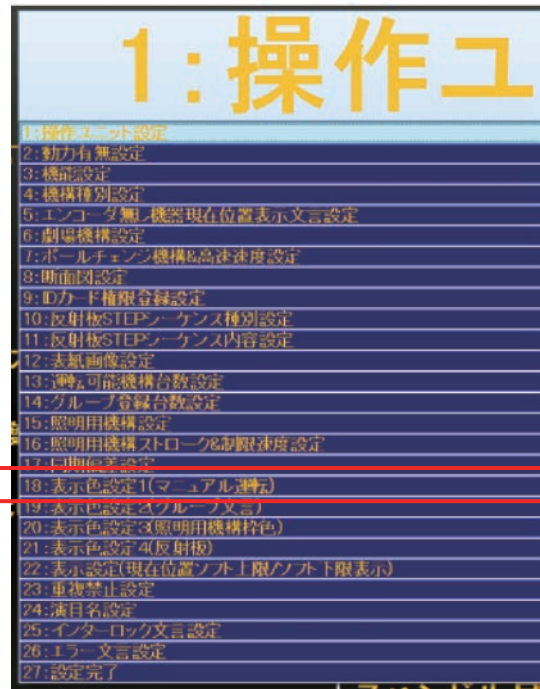 1:操作ユ
1:操作ユニット設定
2:動力有無設定
3:機能設定
4:機構種別設定
5:エンコーダ無し機器現在位置表示文言設定
6:劇場機構設定
7:ポールチェンジ機構&高速速度設定
8:断面図設定
9:IDカード権限登録設定
10:反射板STEPシーケンス種別設定
11:反射板STEPシーケンス内容設定
12:表紙画像設定
13:運転可能機構台数設定
14:グループ登録台数設定
15:照明用機構設定
16:照明用機構ストローク&制限速度設定
17:同期偏差設定
18:表示色設定1(マニュアル運転)
19:表示色設定2(グループ文言)
20:表示色設定3(照明用機構枠色)
21:表示色設定4(反射板)
22:表示設定(現在位置ソフト上限/ソフト下限表示)
23:重複禁止設定
24:演目名設定
25:インターロック文言設定
26:エラー文言設定
27:設定完了